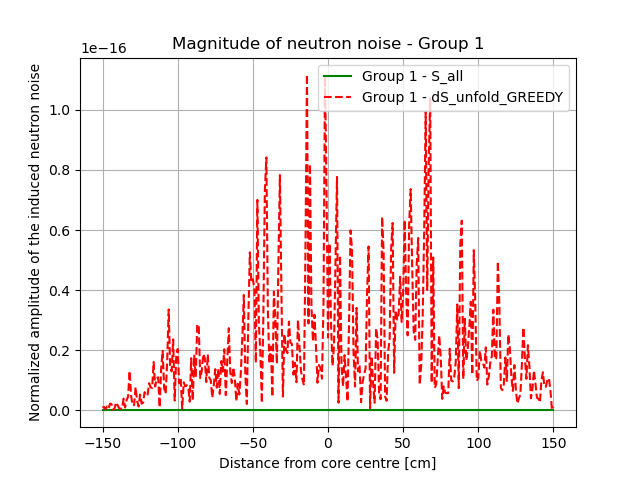 Magnitude of neutron noise - Group 1
1e−16
Group 1 - S_all
Group 1 - dS_unfold_GREEDY
Normalized amplitude of the induced neutron noise
1.0
0.8
0.6
0.4
0.2
0.0
−150 −100 −50 0 50 100 150
Distance from core centre [cm]